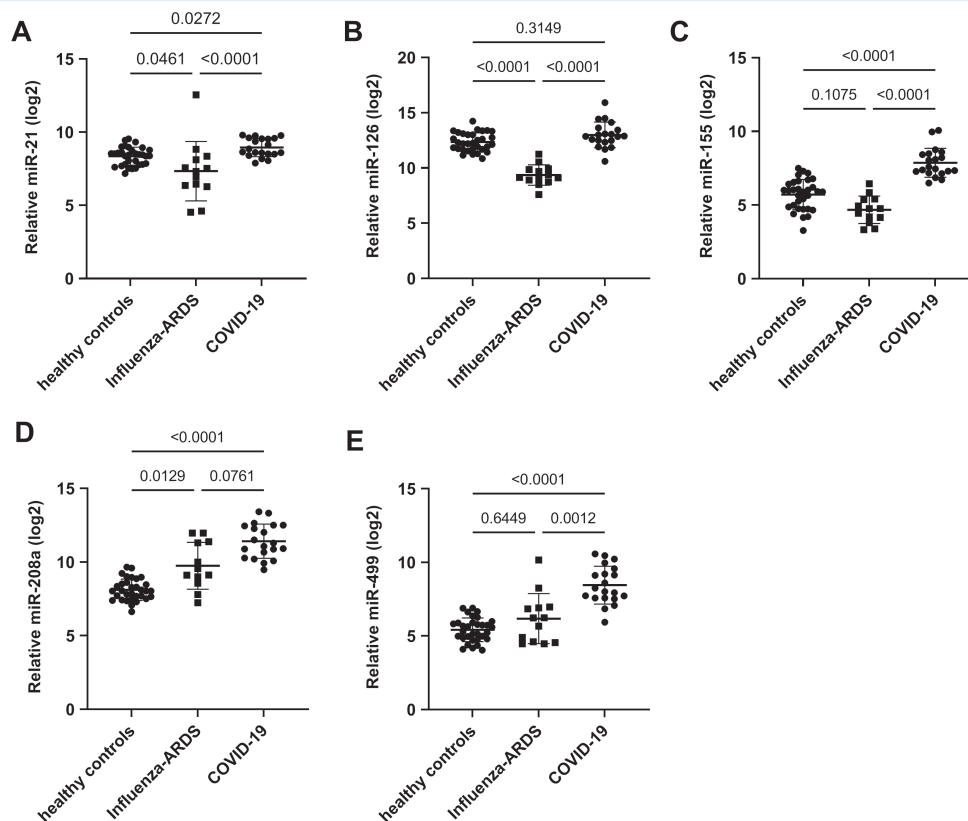 A
0.0272
0.0461
<0.0001
Relative miR-21 (log2)
15
10
5
0
healthy controls
Influenza-ARDS
COVID-19
B
0.3149
<0.0001
<0.0001
Relative miR-126 (log2)
20
15
10
5
0
healthy controls
Influenza-ARDS
COVID-19
C
<0.0001
0.1075
<0.0001
Relative miR-155 (log2)
15
10
5
0
healthy controls
Influenza-ARDS
COVID-19
D
<0.0001
0.0129
0.0761
Relative miR-208a (log2)
15
10
5
0
healthy controls
Influenza-ARDS
COVID-19
E
<0.0001
0.6449
0.0012
Relative miR-499 (log2)
15
10
5
0
healthy controls
Influenza-ARDS
COVID-19